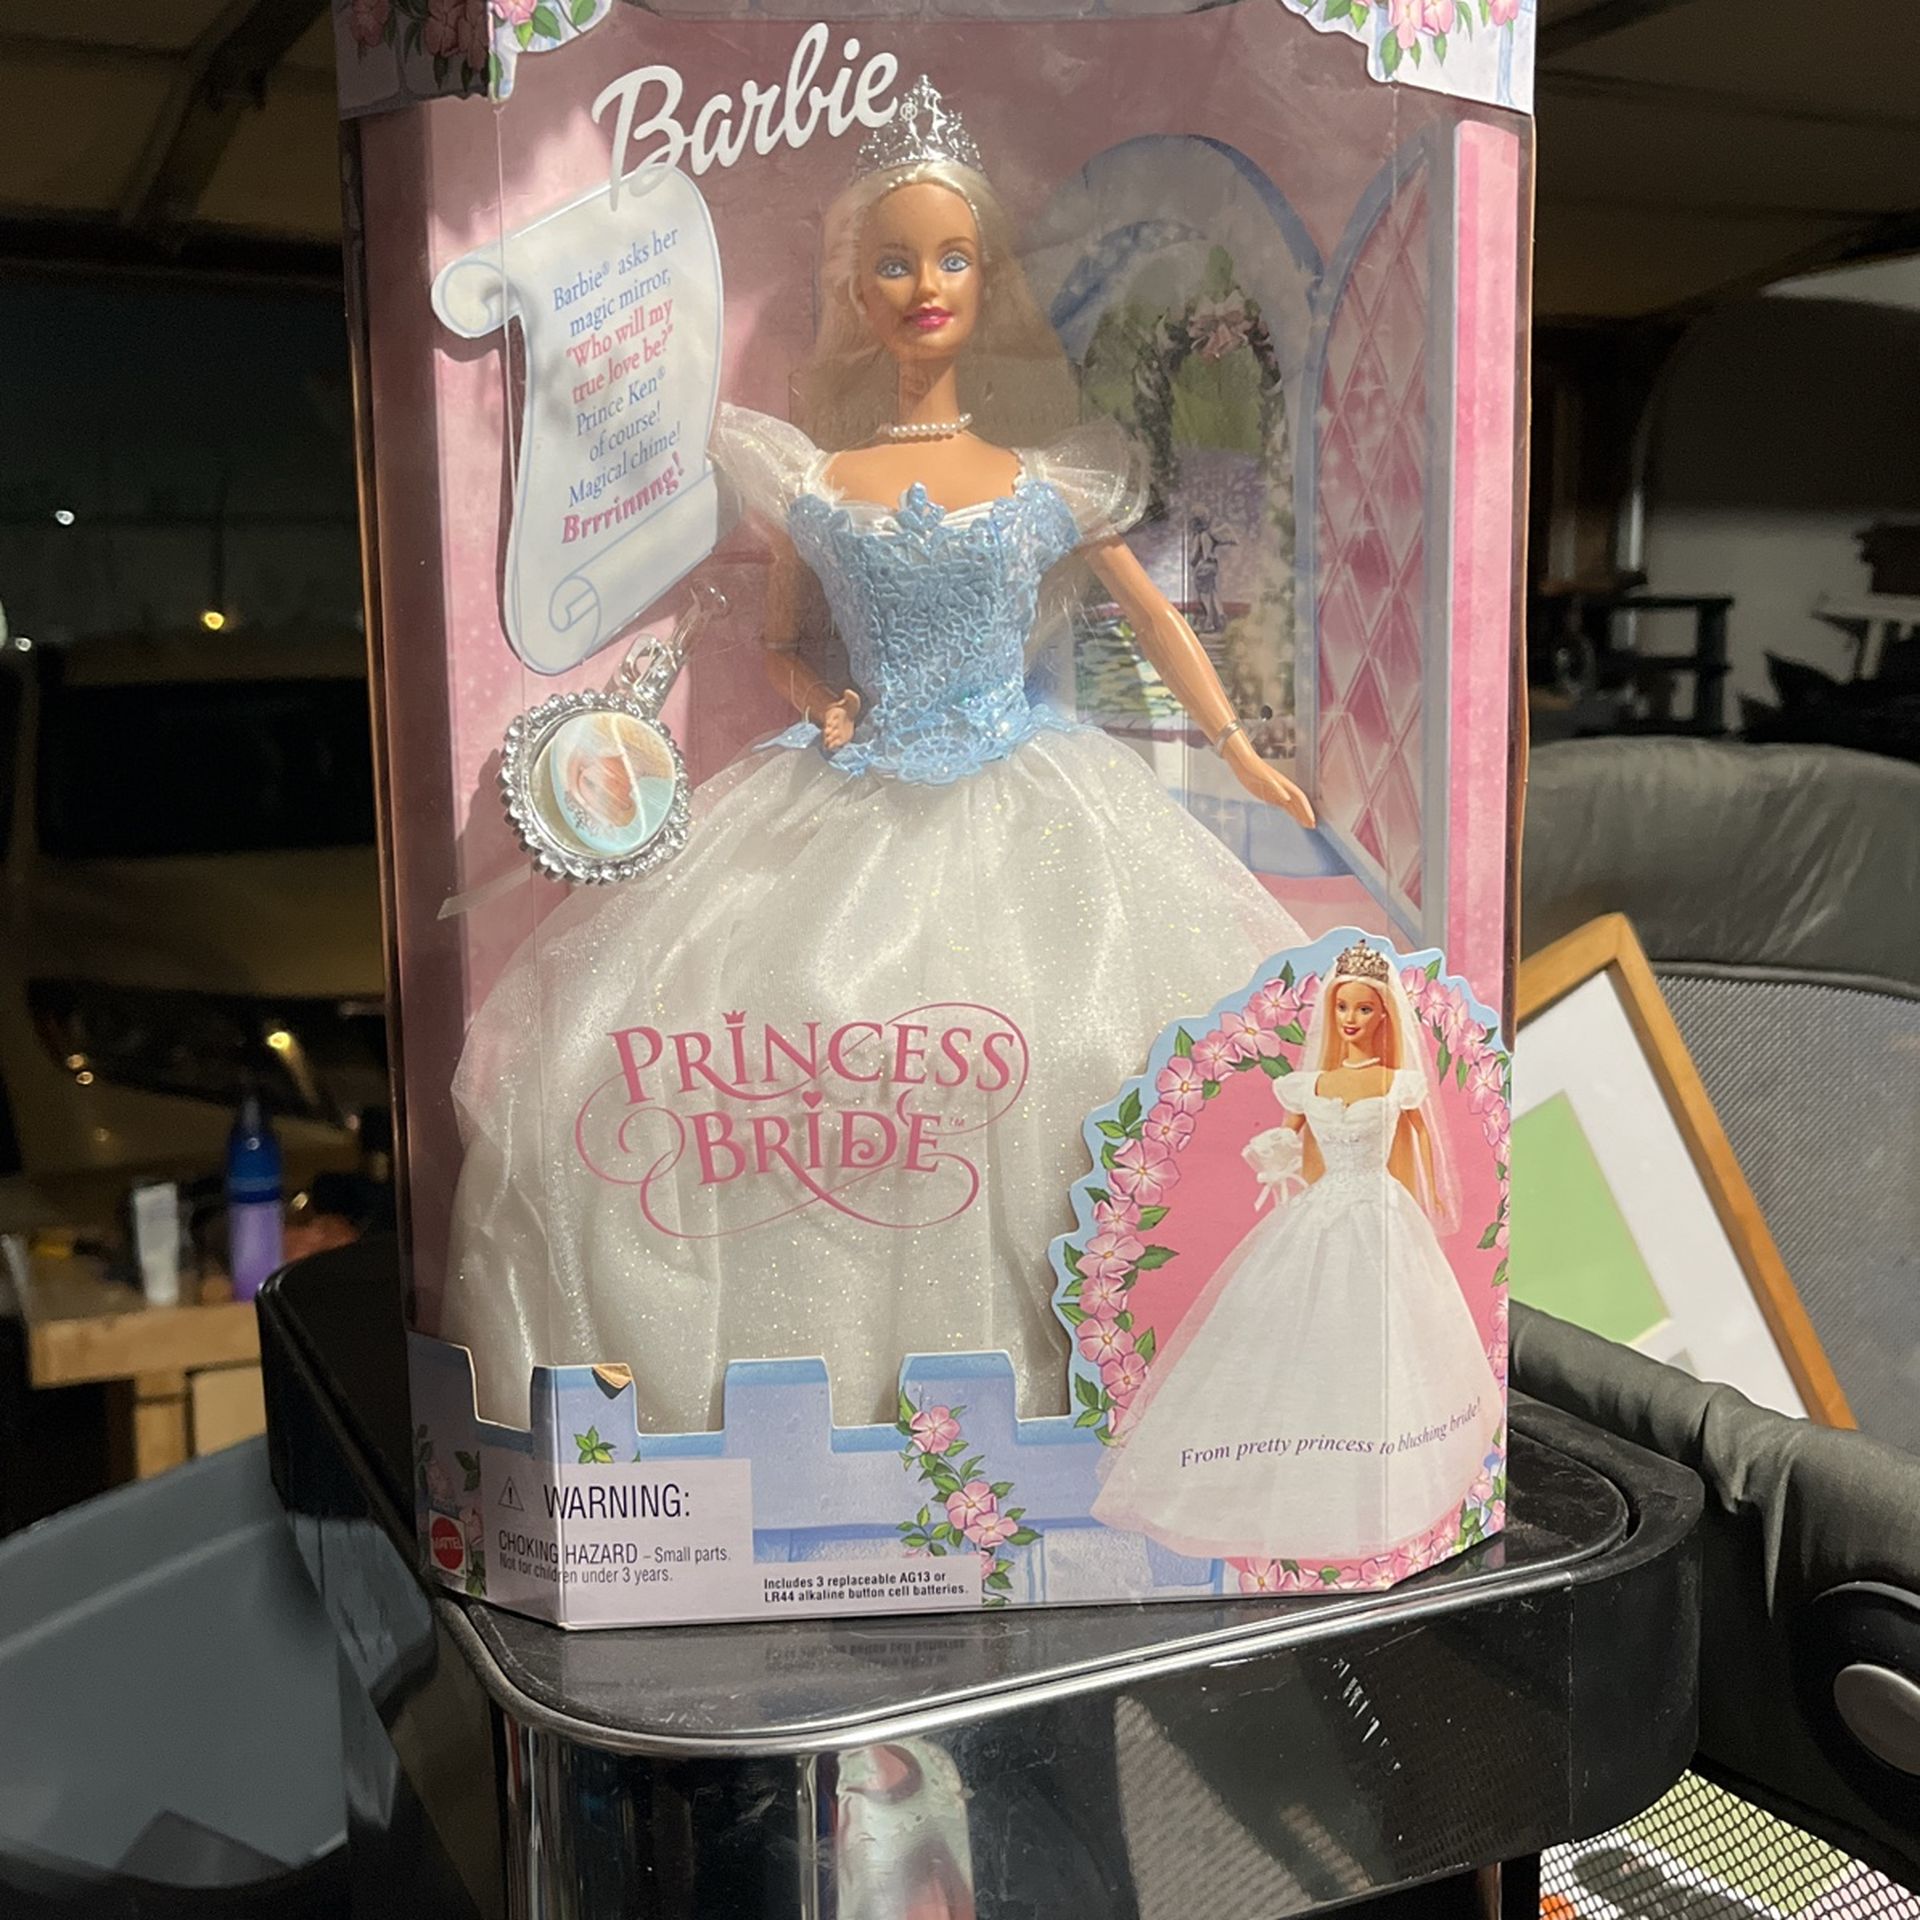 Barbie®
Barbie® asks her
magic mirror,
"Who will my
true love be?"
Prince Ken®
of course!
Magical chime!
Brrrinnng!
PRINCESS
BRIDE™
From pretty princess to blushing bride!
WARNING:
CHOKING HAZARD – Small parts.
Not for children under 3 years.
MATTEL
Includes 3 replaceable AG13 or
LR44 alkaline button cell batteries.